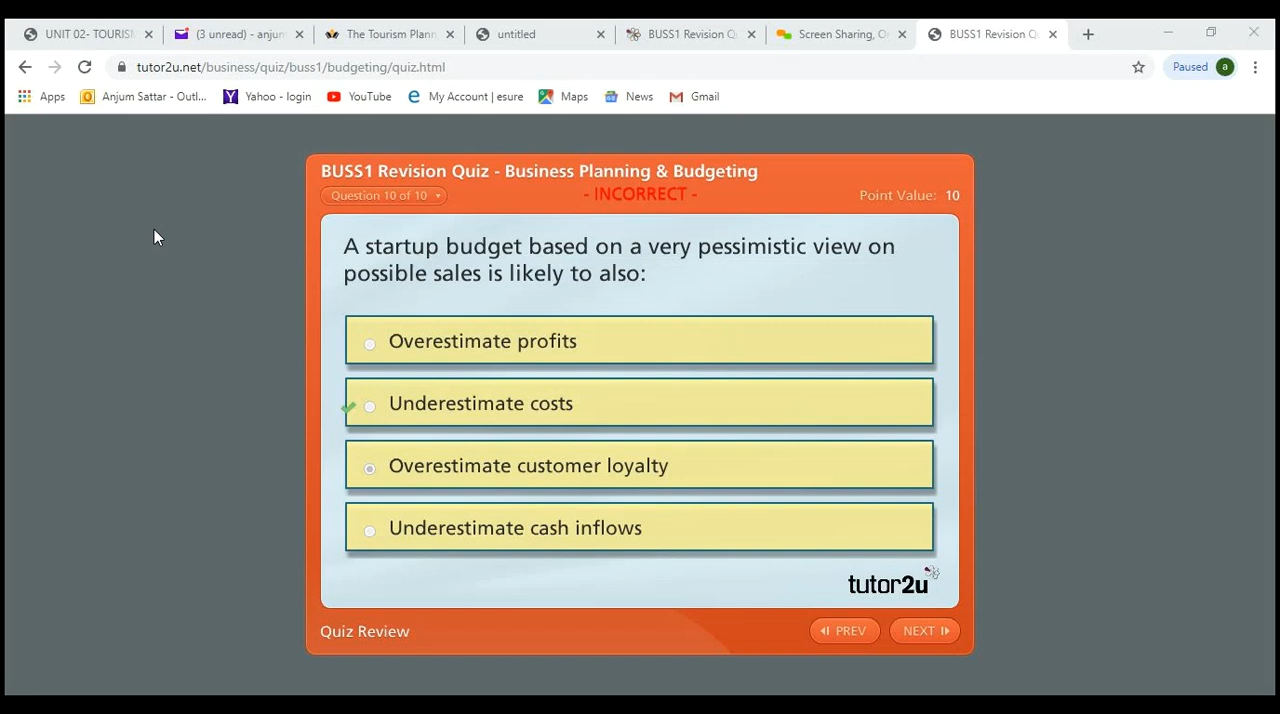 UNIT 02- TOURISM
(3 unread) - anjum
The Tourism Plann
untitled
BUSS1 Revision Q
Screen Sharing, O
BUSS1 Revision Q
tutor2u.net/business/quiz/buss1/budgeting/quiz.html
Paused a
Apps Anjum Sattar - Outl... Yahoo - login YouTube My Account | esure Maps News Gmail
BUSS1 Revision Quiz - Business Planning & Budgeting
Question 10 of 10 - INCORRECT - Point Value: 10
A startup budget based on a very pessimistic view on
possible sales is likely to also:
Overestimate profits
Underestimate costs
Overestimate customer loyalty
Underestimate cash inflows
tutor2u
Quiz Review PREV NEXT